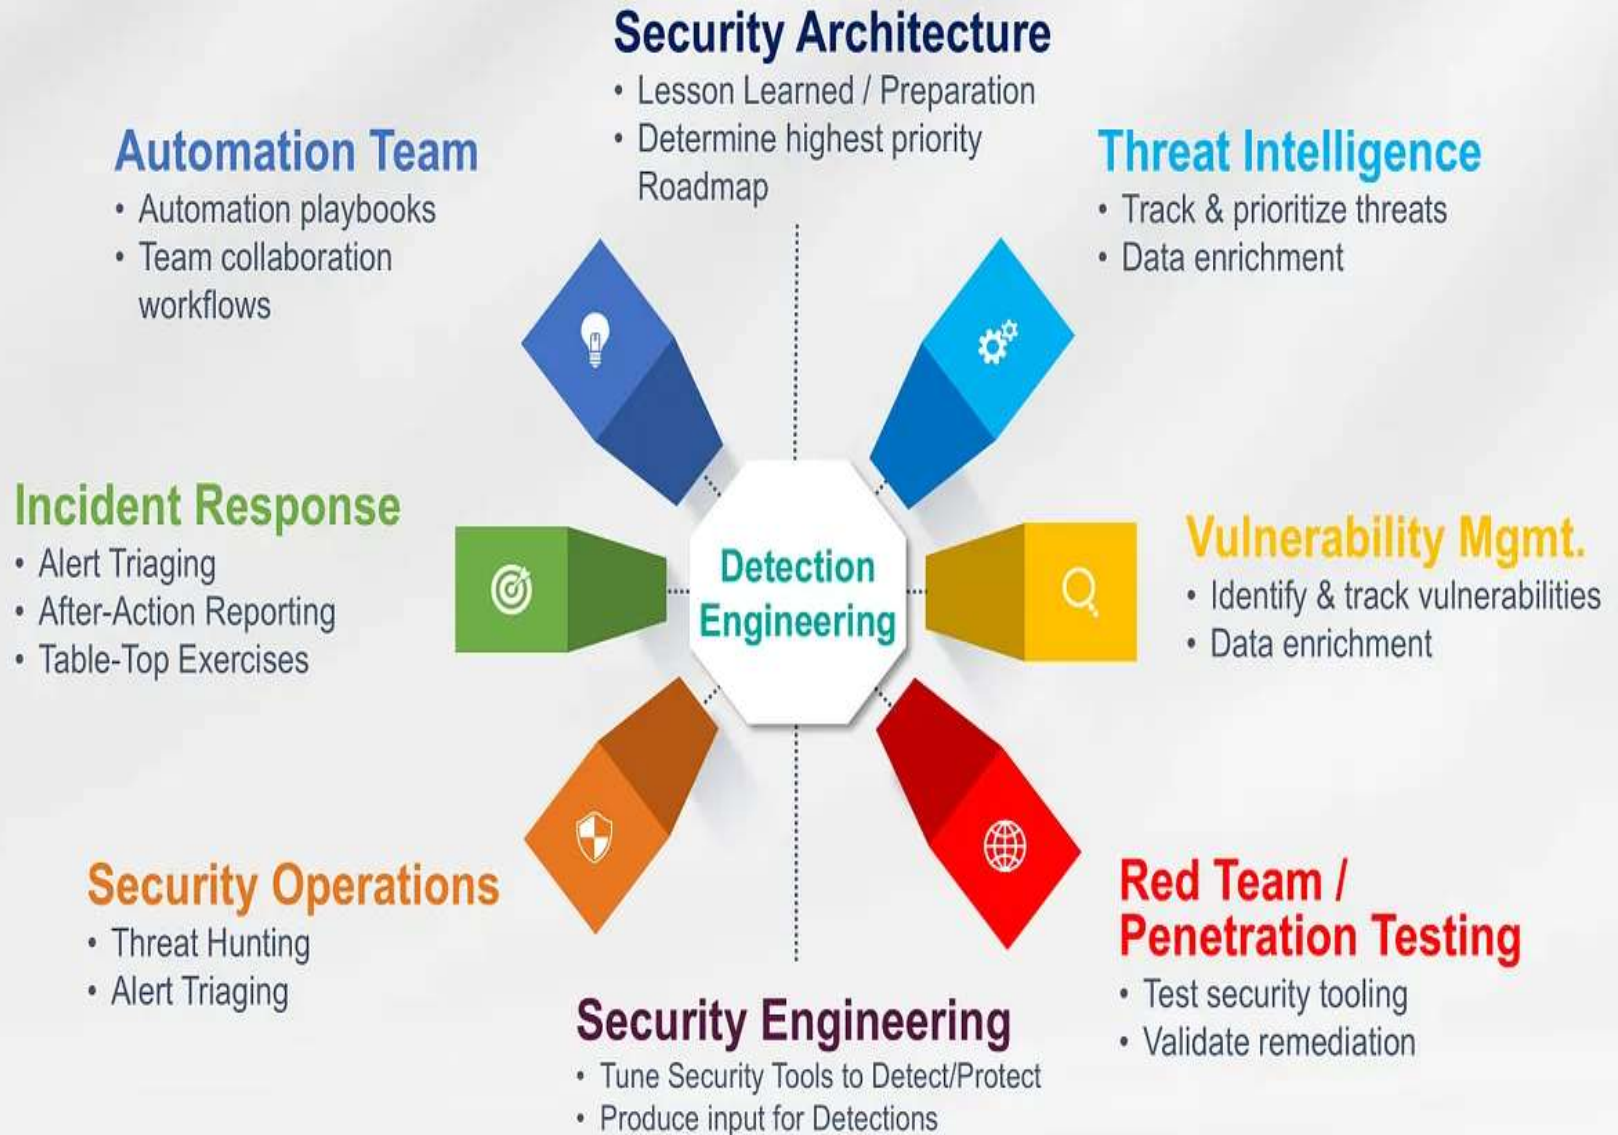 Security Architecture
• Lesson Learned / Preparation
• Determine highest priority
Roadmap
Automation Team
• Automation playbooks
• Team collaboration
workflows
Threat Intelligence
• Track & prioritize threats
• Data enrichment
Incident Response
• Alert Triaging
• After-Action Reporting
• Table-Top Exercises
Detection
Engineering
Vulnerability Mgmt.
• Identify & track vulnerabilities
• Data enrichment
Security Operations
• Threat Hunting
• Alert Triaging
Red Team /
Penetration Testing
• Test security tooling
• Validate remediation
Security Engineering
• Tune Security Tools to Detect/Protect
• Produce input for Detections